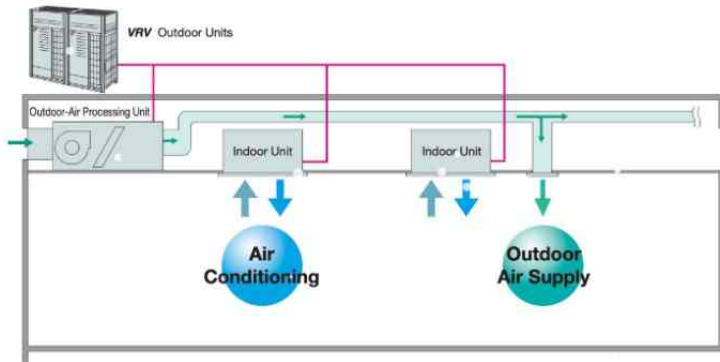 VRV Outdoor Units
Outdoor-Air Processing Unit
Indoor Unit
Indoor Unit
Air
Conditioning
Outdoor
Air Supply